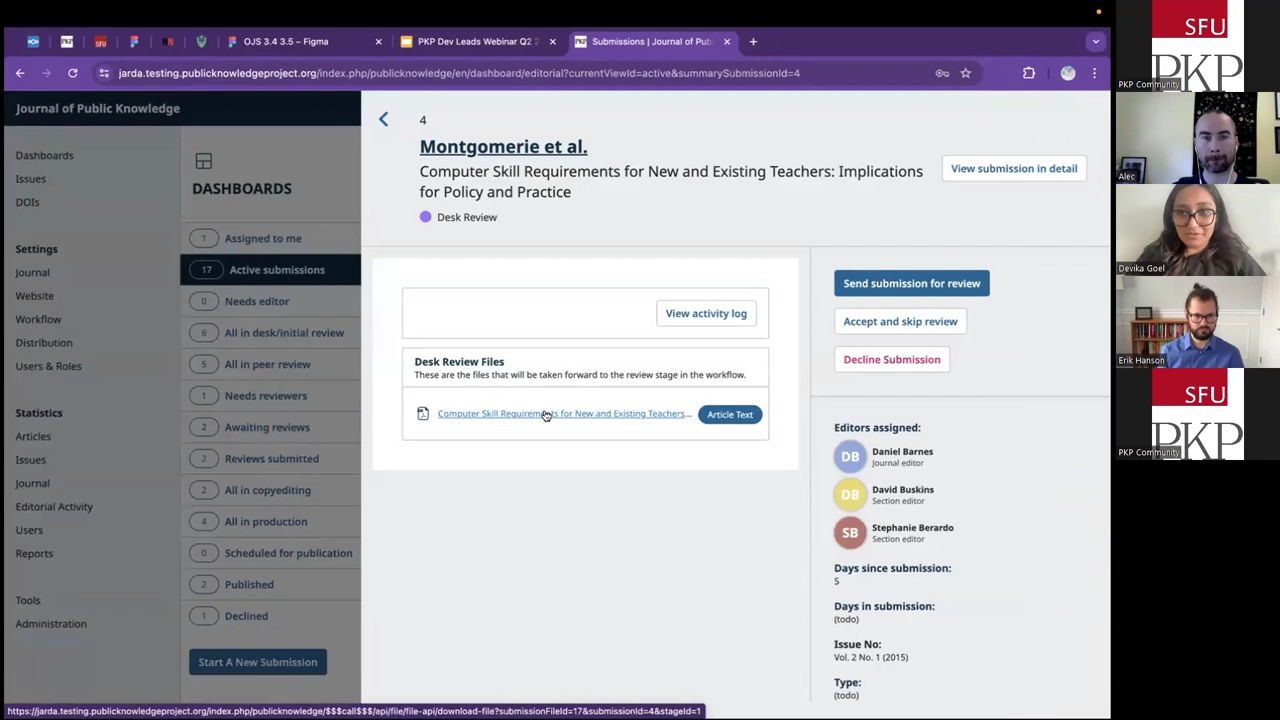 OJS 3.4 3.5 – Figma
PKP Dev Leads Webinar Q2 2
Submissions | Journal of Publ
jarda.testing.publicknowledgeproject.org/index.php/publicknowledge/en/dashboard/editorial?currentViewId=active&summarySubmissionId=4
Journal of Public Knowledge
Dashboards
Issues
DOIs
Settings
Journal
Website
Workflow
Distribution
Users & Roles
Statistics
Articles
Issues
Journal
Editorial Activity
Users
Reports
Tools
Administration
DASHBOARDS
1 Assigned to me
17 Active submissions
0 Needs editor
6 All in desk/initial review
5 All in peer review
1 Needs reviewers
2 Awaiting reviews
2 Reviews submitted
2 All in copyediting
4 All in production
0 Scheduled for publication
2 Published
1 Declined
Start A New Submission
4
Montgomerie et al.
Computer Skill Requirements for New and Existing Teachers: Implications
for Policy and Practice
Desk Review
View submission in detail
View activity log
Desk Review Files
These are the files that will be taken forward to the review stage in the workflow.
Computer Skill Requirements for New and Existing Teachers...
Article Text
Send submission for review
Accept and skip review
Decline Submission
Editors assigned:
DB Daniel Barnes
Journal editor
DB David Buskins
Section editor
SB Stephanie Berardo
Section editor
Days since submission:
5
Days in submission:
(todo)
Issue No:
Vol. 2 No. 1 (2015)
Type:
(todo)
https://jarda.testing.publicknowledgeproject.org/index.php/publicknowledge/$$$call$$$/api/file/file-api/download-file?submissionFileId=17&submissionId=4&stageId=1
SFU
PKP
PKP Community
Alec
Devika Goel
Erik Hanson
SFU
PKP
PKP Community